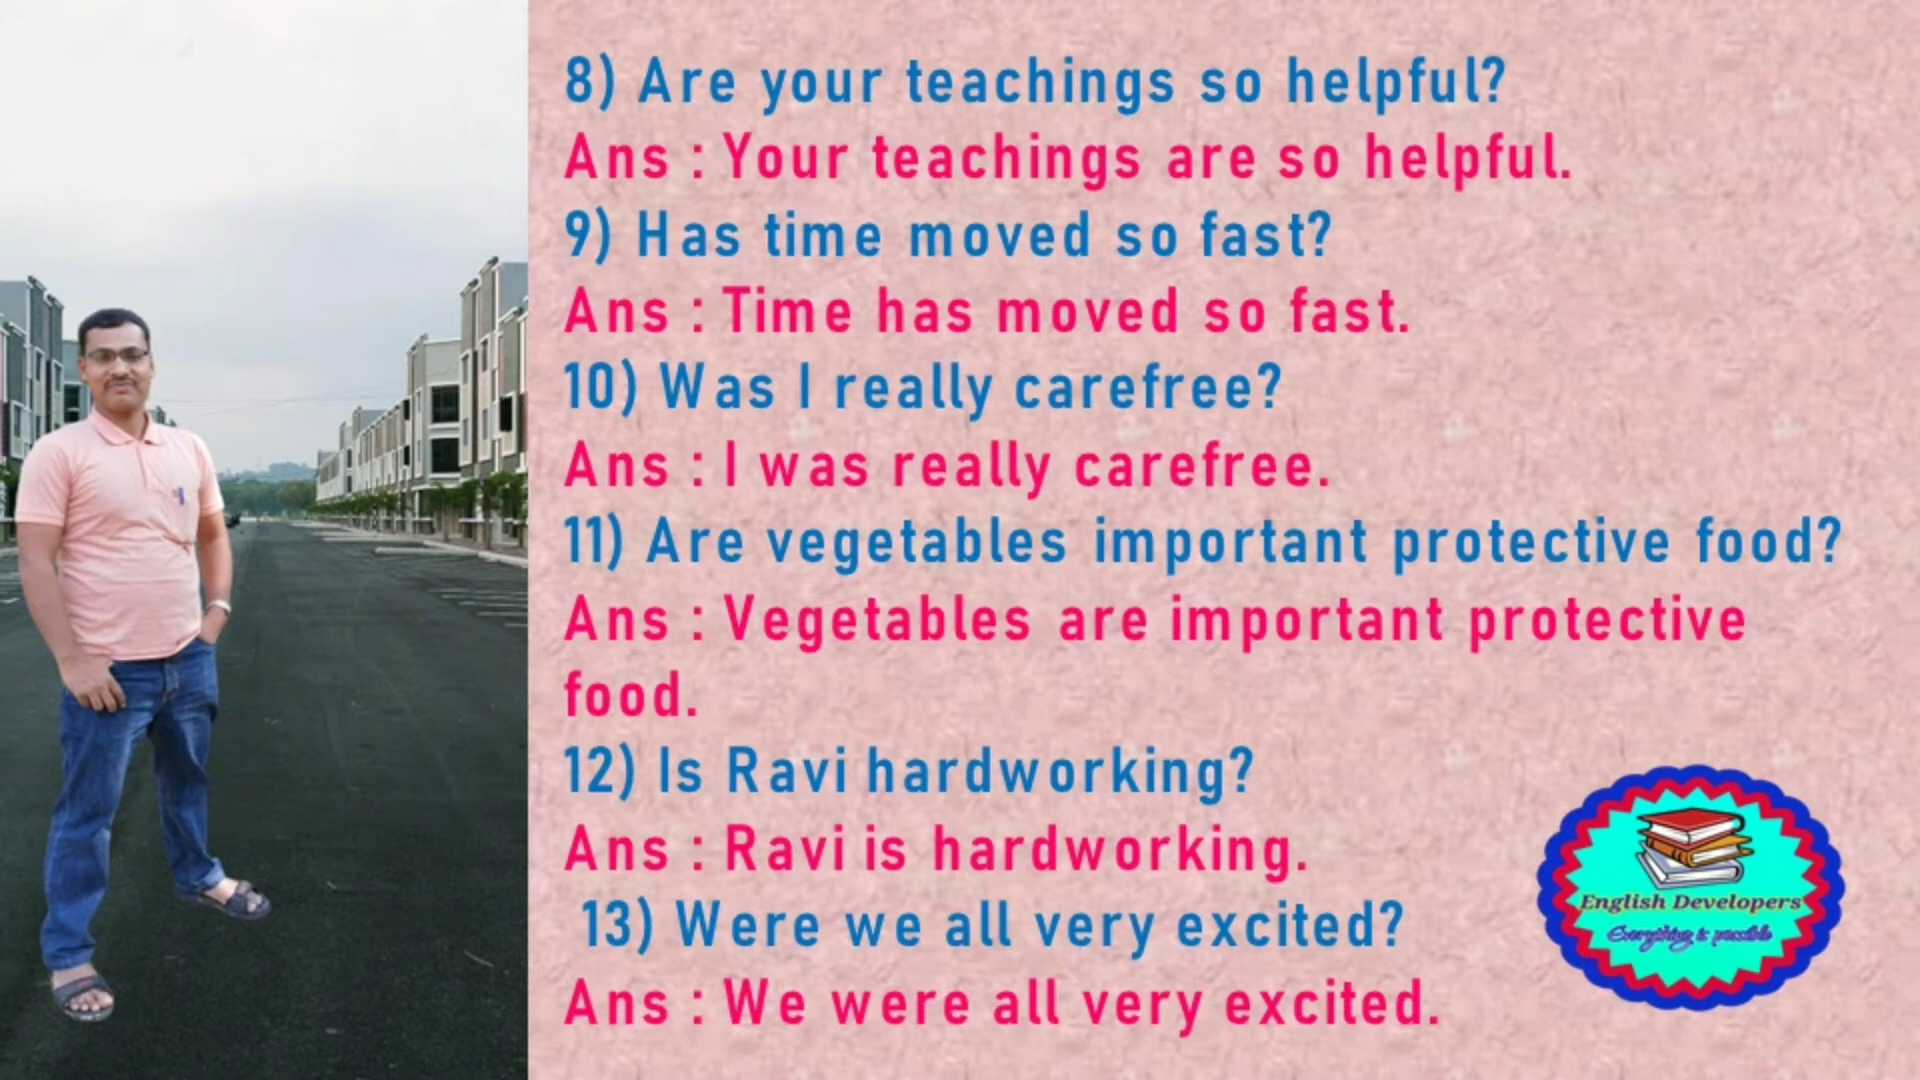 8) Are your teachings so helpful?
Ans : Your teachings are so helpful.
9) Has time moved so fast?
Ans : Time has moved so fast.
10) Was I really carefree?
Ans : I was really carefree.
11) Are vegetables important protective food?
Ans : Vegetables are important protective
food.
12) Is Ravi hardworking?
Ans : Ravi is hardworking.
13) Were we all very excited?
Ans : We were all very excited.
English Developers
Everything is possible